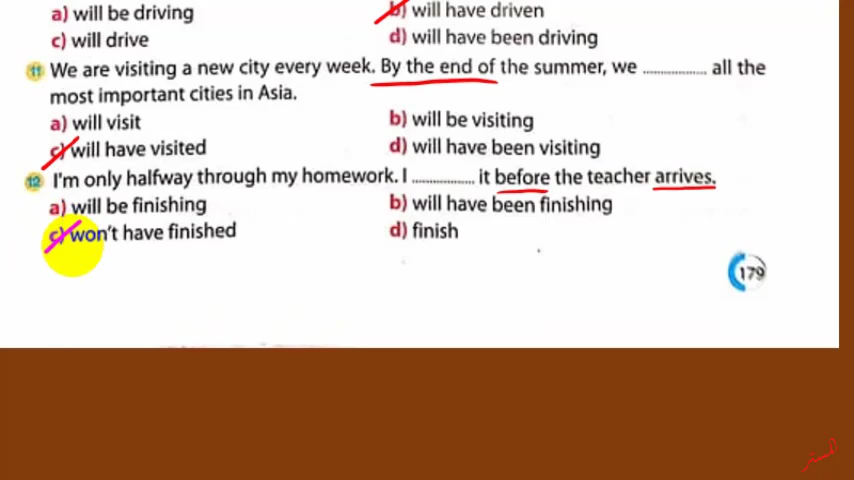 a) will be driving b) will have driven
c) will drive d) will have been driving
11 We are visiting a new city every week. By the end of the summer, we .................. all the
most important cities in Asia.
a) will visit b) will be visiting
c) will have visited d) will have been visiting
12 I'm only halfway through my homework. I .................. it before the teacher arrives.
a) will be finishing b) will have been finishing
c) won't have finished d) finish
179